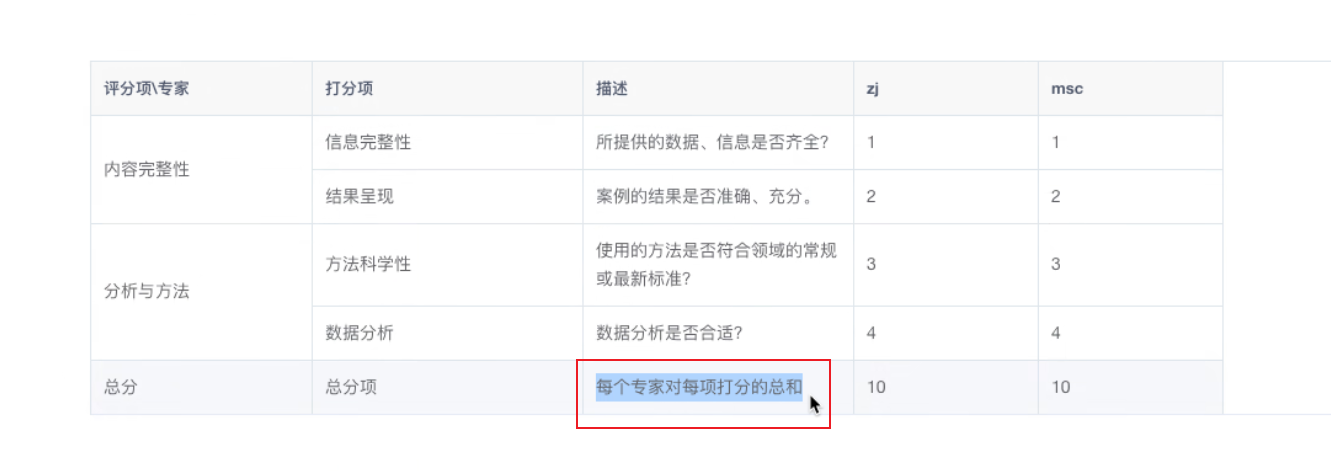 评分项\专家 打分项 描述 zj msc
内容完整性 信息完整性 所提供的数据、信息是否齐全? 1 1
结果呈现 案例的结果是否准确、充分。 2 2
分析与方法 方法科学性 使用的方法是否符合领域的常规 3 3
或最新标准?
数据分析 数据分析是否合适? 4 4
总分 总分项 每个专家对每项打分的总和 10 10